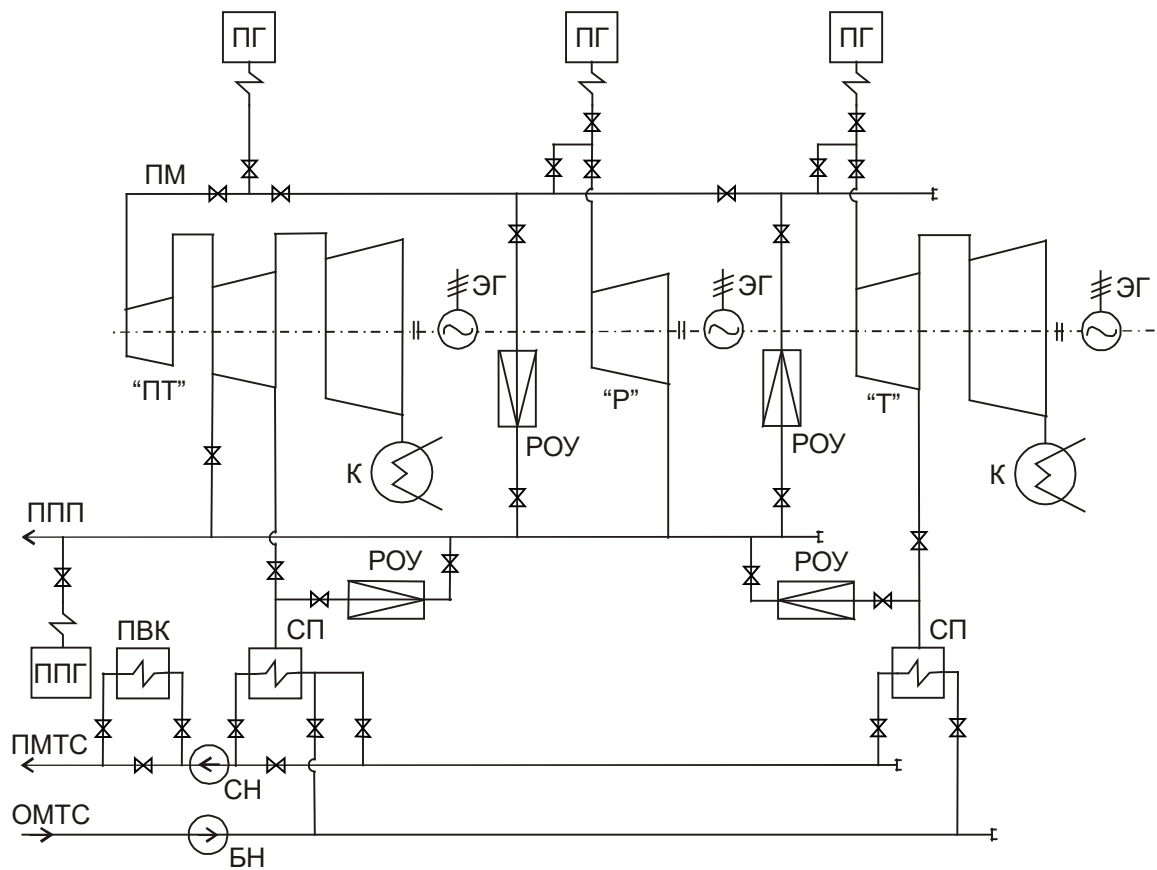 ПГ ПГ ПГ
ПМ
ЭГ ЭГ ЭГ
“ПТ” “Р” “Т”
РОУ РОУ
К К
ППП
РОУ РОУ
ПВК СП СП
ППГ
ПМТС
СН
ОМТС
БН